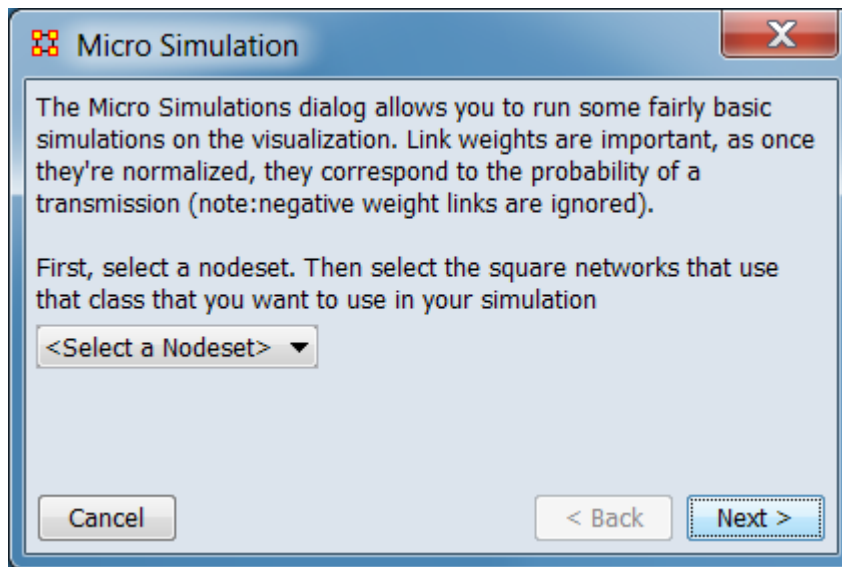 Micro Simulation
The Micro Simulations dialog allows you to run some fairly basic
simulations on the visualization. Link weights are important, as once
they're normalized, they correspond to the probability of a
transmission (note:negative weight links are ignored).
First, select a nodeset. Then select the square networks that use
that class that you want to use in your simulation
<Select a Nodeset>
Cancel
< Back
Next >